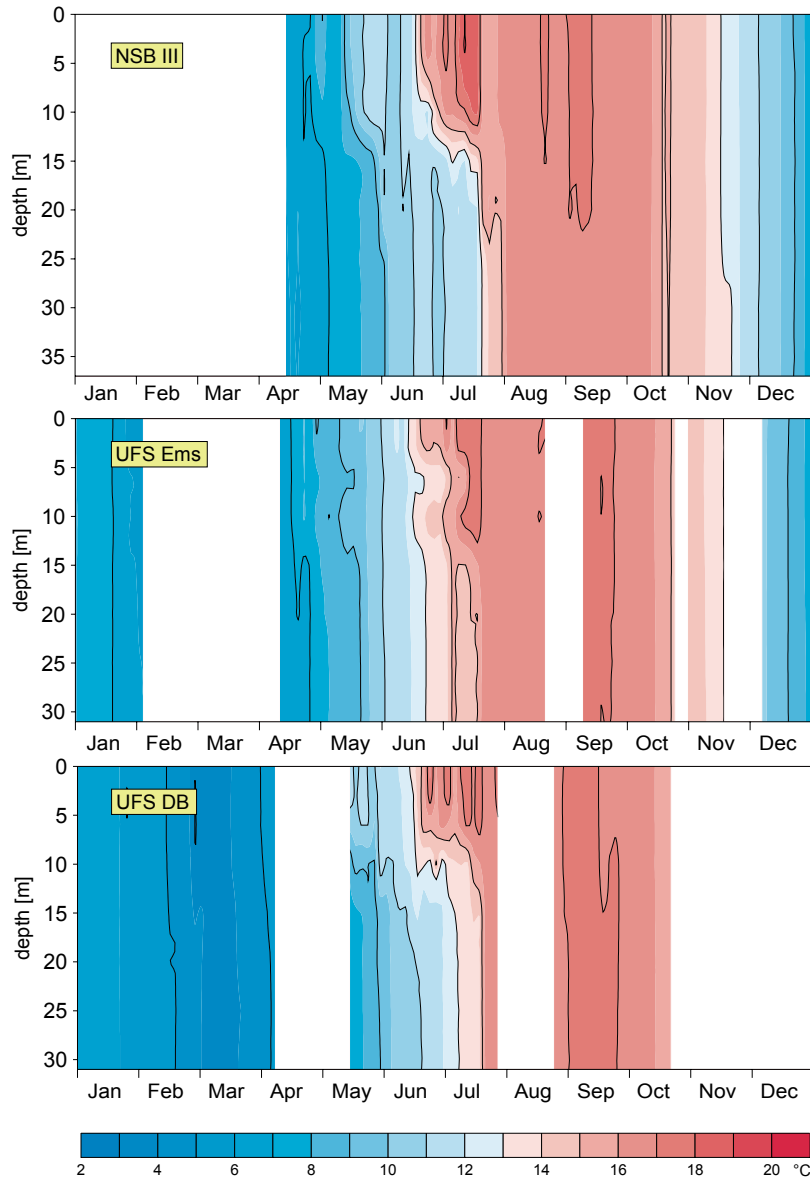 NSB III
0
5
10
15
20
25
30
35
depth [m]
Jan Feb Mar Apr May Jun Jul Aug Sep Oct Nov Dec
UFS Ems
0
5
10
15
20
25
30
depth [m]
Jan Feb Mar Apr May Jun Jul Aug Sep Oct Nov Dec
UFS DB
0
5
10
15
20
25
30
depth [m]
Jan Feb Mar Apr May Jun Jul Aug Sep Oct Nov Dec
2 4 6 8 10 12 14 16 18 20 °C